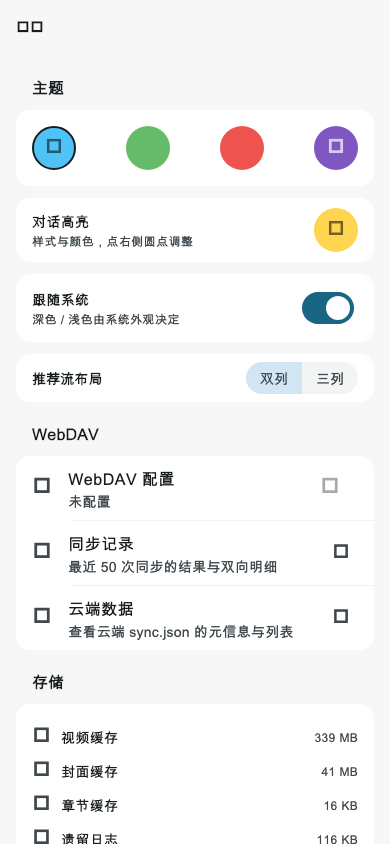 主题
对话高亮
样式与颜色，点右侧圆点调整
跟随系统
深色 / 浅色由系统外观决定
推荐流布局
双列
三列
WebDAV
WebDAV 配置
未配置
同步记录
最近 50 次同步的结果与双向明细
云端数据
查看云端 sync.json 的元信息与列表
存储
视频缓存
339 MB
封面缓存
41 MB
章节缓存
16 KB
遗留日志
116 KB